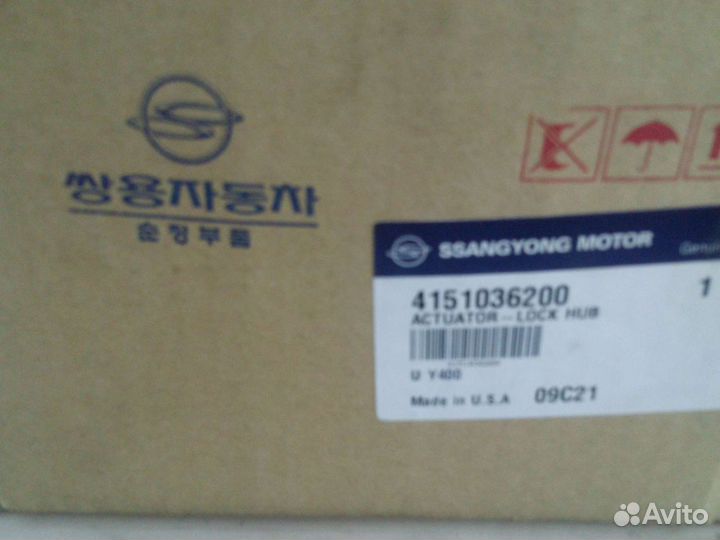 쌍용자동차
순정부품
SSANGYONG MOTOR
4151036200 1
ACTUATOR-LOCK HUB
U Y400
Made in U.S.A 09C21
Avito